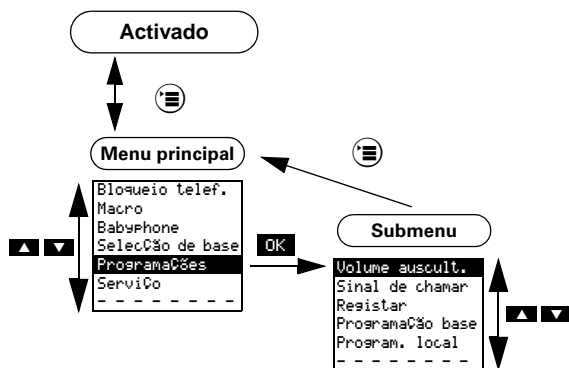 Activado
Menu principal
Bloqueio telef.
Macro
Babyphone
SelecÇão de base
ProgramaÇões
ServiÇo
- - - - - - - -
OK
Submenu
Volume auscult.
Sinal de chamar
Registar
ProgramaÇão base
Program. local
- - - - - - - -